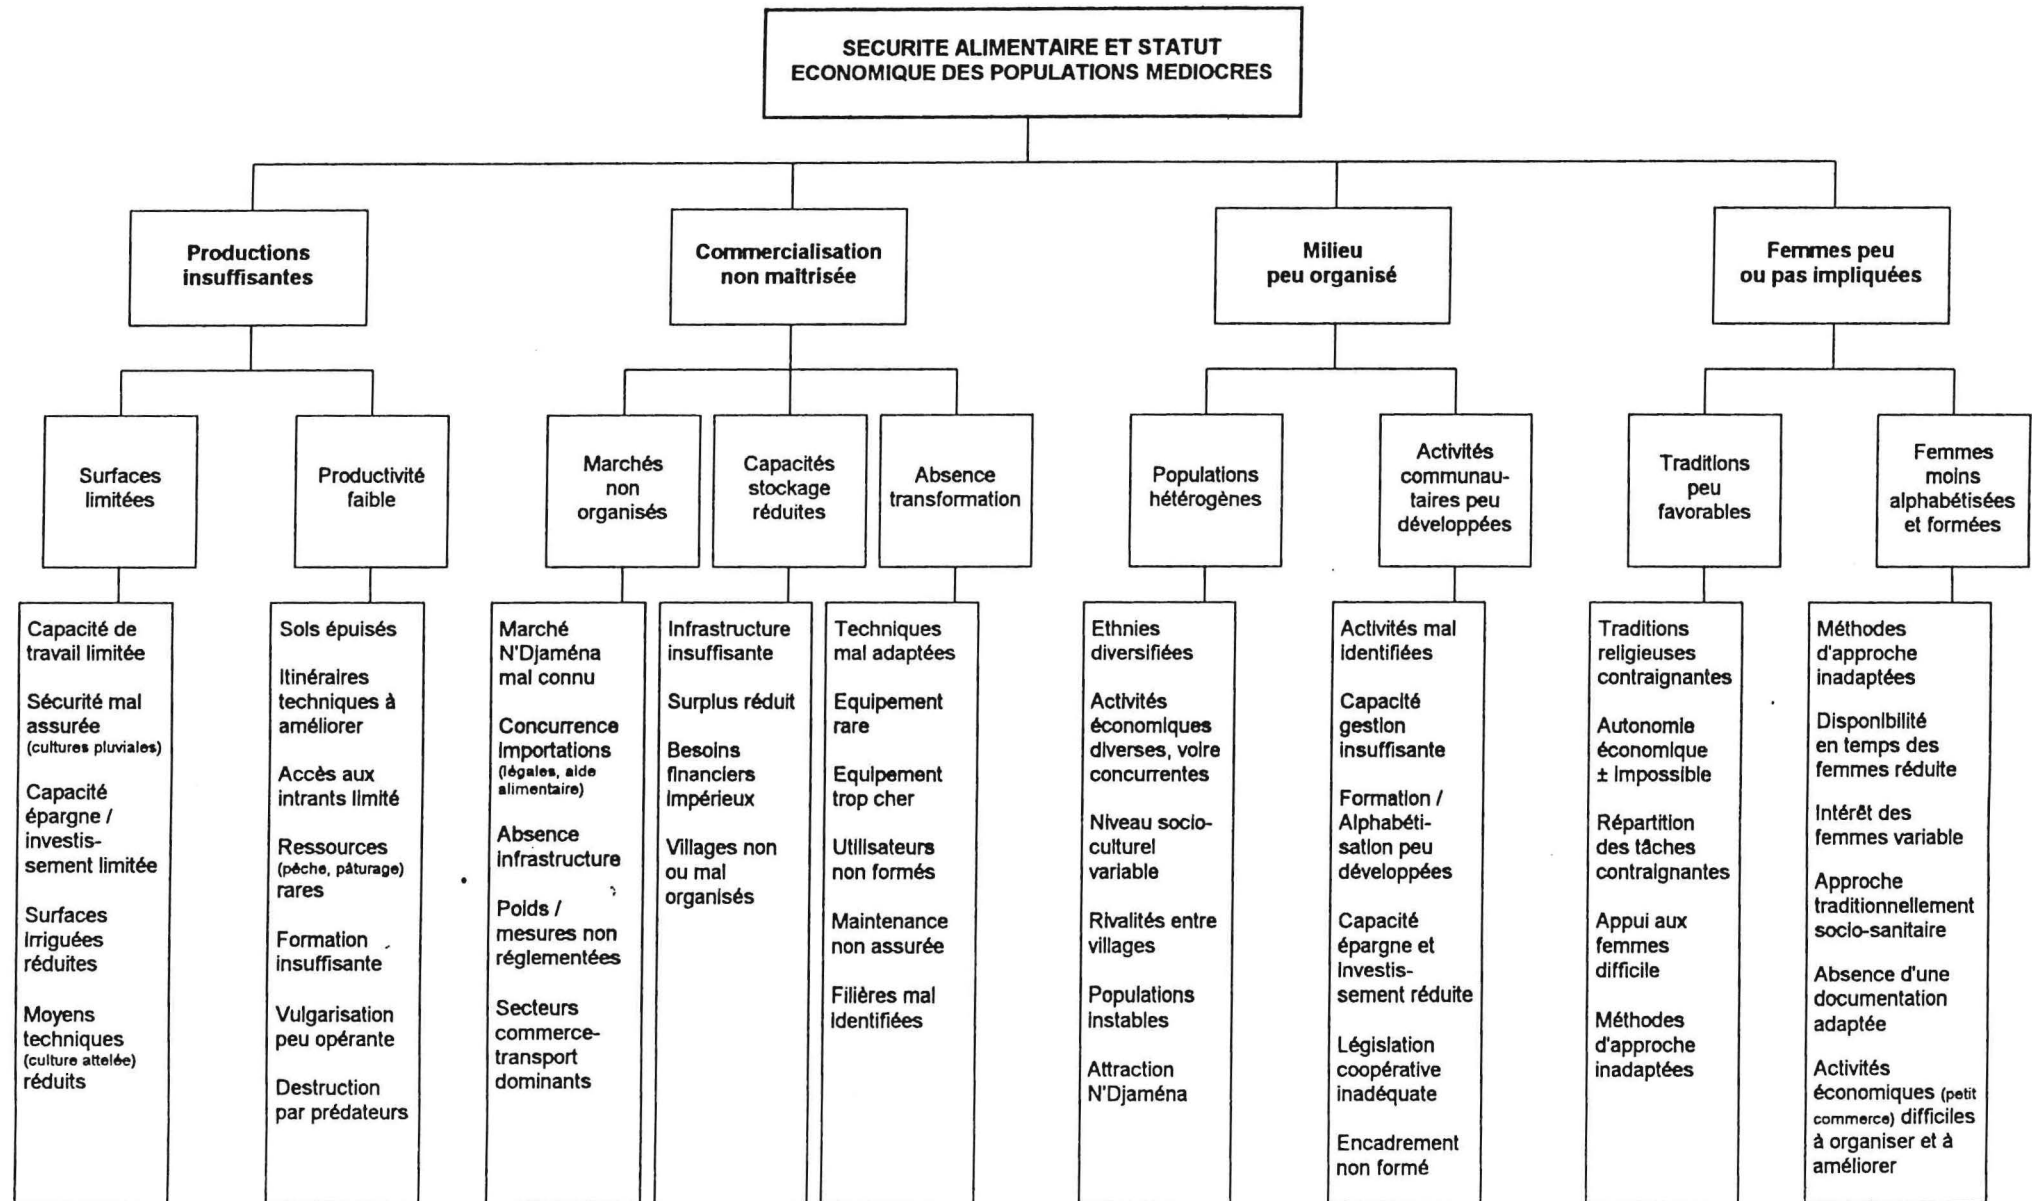 SECURITE ALIMENTAIRE ET STATUT
ECONOMIQUE DES POPULATIONS MEDIOCRES
Productions
insuffisantes
Commercialisation
non maîtrisée
Milieu
peu organisé
Femmes peu
ou pas impliquées
Surfaces
limitées
Productivité
faible
Marchés
non
organisés
Capacités
stockage
réduites
Absence
transformation
Populations
hétérogènes
Activités
communau-
taires peu
développées
Traditions
peu
favorables
Femmes
moins
alphabétisées
et formées
Capacité de
travail limitée
Sécurité mal
assurée
(cultures pluviales)
Capacité
épargne /
investis-
sement limitée
Surfaces
irriguées
réduites
Moyens
techniques
(culture attelée)
réduits
Sols épuisés
Itinéraires
techniques à
améliorer
Accès aux
intrants limité
Ressources
(pêche, pâturage)
rares
Formation
insuffisante
Vulgarisation
peu opérante
Destruction
par prédateurs
Marché
N'Djaména
mal connu
Concurrence
importations
(légales, aide
alimentaire)
Absence
infrastructure
Poids /
mesures non
réglementées
Secteurs
commerce-
transport
dominants
Infrastructure
insuffisante
Surplus réduit
Besoins
financiers
impérieux
Villages non
ou mal
organisés
Techniques
mal adaptées
Equipement
rare
Equipement
trop cher
Utilisateurs
non formés
Maintenance
non assurée
Filières mal
identifiées
Ethnies
diversifiées
Activités
économiques
diverses, voire
concurrentes
Niveau socio-
culturel
variable
Rivalités entre
villages
Populations
instables
Attraction
N'Djaména
Activités mal
identifiées
Capacité
gestion
insuffisante
Formation /
Alphabéti-
sation peu
développées
Capacité
épargne et
investis-
sement réduite
Législation
coopérative
inadéquate
Encadrement
non formé
Traditions
religieuses
contraignantes
Autonomie
économique
± impossible
Répartition
des tâches
contraignantes
Appui aux
femmes
difficile
Méthodes
d'approche
inadaptées
Méthodes
d'approche
inadaptées
Disponibilité
en temps des
femmes réduite
Intérêt des
femmes variable
Approche
traditionnellement
socio-sanitaire
Absence d'une
documentation
adaptée
Activités
économiques (petit
commerce) difficiles
à organiser et à
améliorer